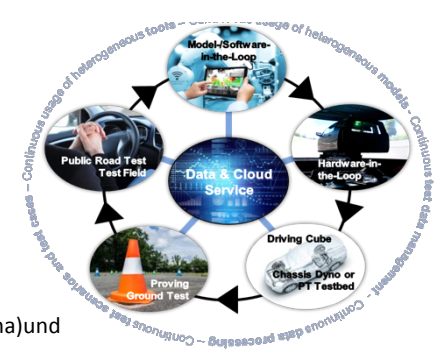 Continuous usage of heterogeneous tools –
usage of heterogeneous models -
Continuous test data management -
Continuous data processing –
Continuous test scenarios and test cases –
Model-/Software-
in-the-Loop
Public Road Test
Test Field
Data & Cloud
Service
Hardware-in-
the-Loop
Driving Cube
Chassis Dyno or
PT Testbed
Proving
Ground Test
na)und